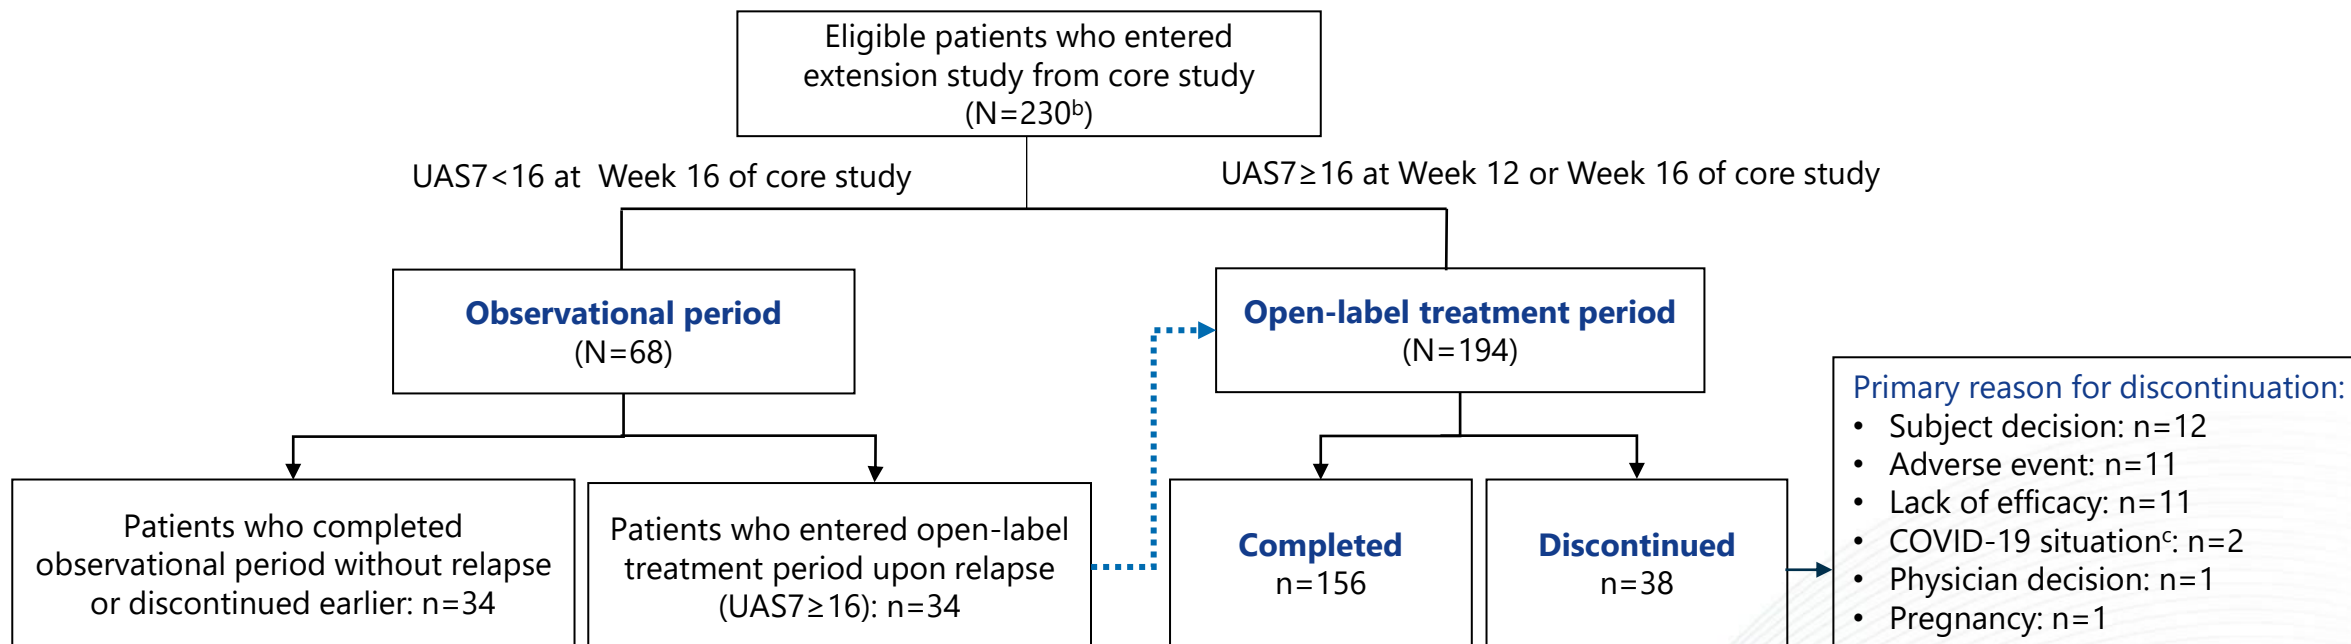 Eligible patients who entered
extension study from core study
(N=230ᵇ)
UAS7<16 at  Week 16 of core study
UAS7≥16 at Week 12 or Week 16 of core study
Observational period
(N=68)
Open-label treatment period
(N=194)
Patients who completed
observational period without relapse
or discontinued earlier: n=34
Patients who entered open-label
treatment period upon relapse
(UAS7≥16): n=34
Completed
n=156
Discontinued
n=38
Primary reason for discontinuation:
• Subject decision: n=12
• Adverse event: n=11
• Lack of efficacy: n=11
• COVID-19 situationᶜ: n=2
• Physician decision: n=1
• Pregnancy: n=1